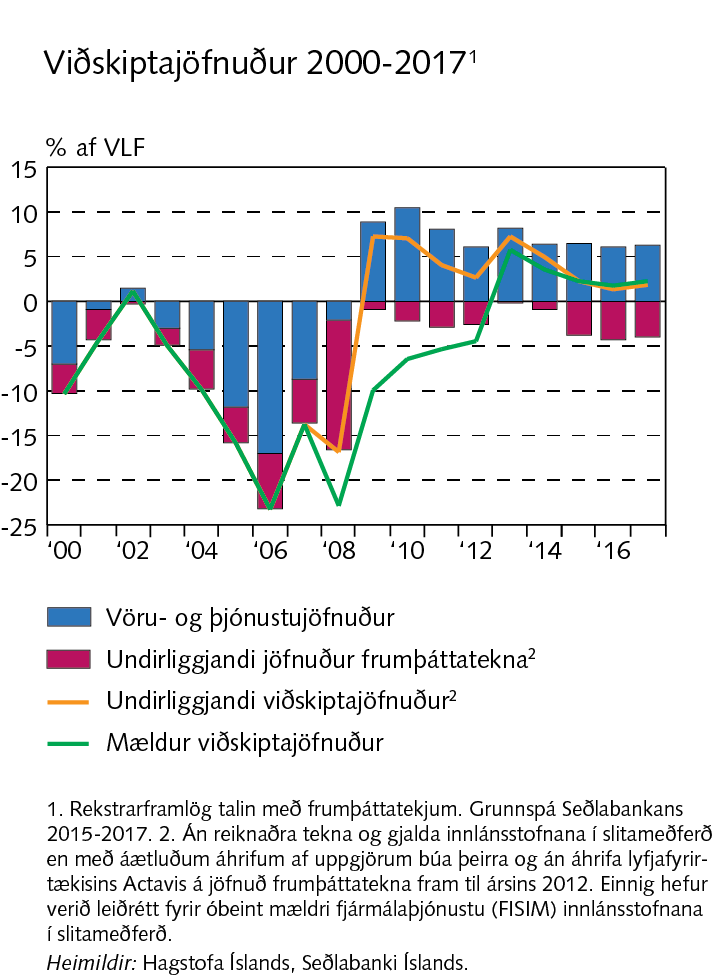 Viðskiptajöfnuður 2000-2017¹
% af VLF
15
10
5
0
-5
-10
-15
-20
-25
‘00 ‘02 ‘04 ‘06 ‘08 ‘10 ‘12 ‘14 ‘16
Vöru- og þjónustujöfnuður
Undirliggjandi jöfnuður frumþáttatekna²
Undirliggjandi viðskiptajöfnuður²
Mældur viðskiptajöfnuður
1. Rekstrarframlög talin með frumþáttatekjum. Grunnspá Seðlabankans
2015-2017. 2. Án reiknaðra tekna og gjalda innlánsstofnana í slitameðferð
en með áætluðum áhrifum af uppgjörum búa þeirra og án áhrifa lyfjafyrir-
tækisins Actavis á jöfnuð frumþáttatekna fram til ársins 2012. Einnig hefur
verið leiðrétt fyrir óbeint mældri fjármálaþjónustu (FISIM) innlánsstofnana
í slitameðferð.
Heimildir: Hagstofa Íslands, Seðlabanki Íslands.